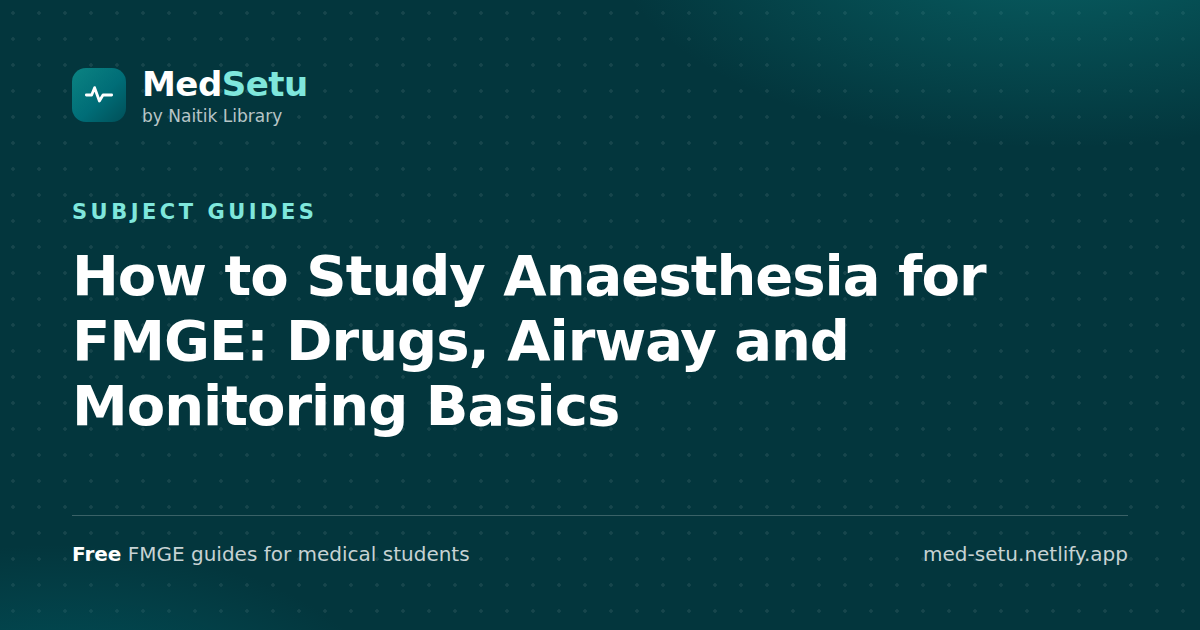 MedSetu
by Naitik Library
SUBJECT GUIDES
How to Study Anaesthesia for
FMGE: Drugs, Airway and
Monitoring Basics
Free FMGE guides for medical students
med-setu.netlify.app